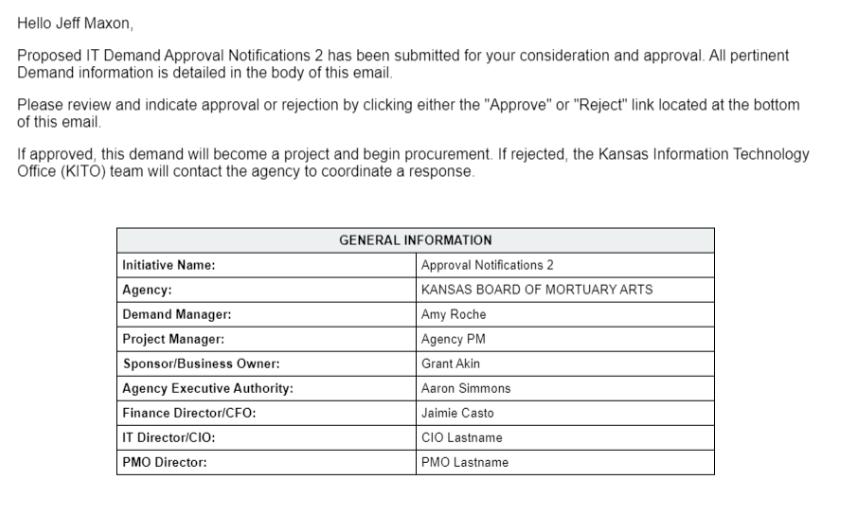 Hello Jeff Maxon,
Proposed IT Demand Approval Notifications 2 has been submitted for your consideration and approval. All pertinent
Demand information is detailed in the body of this email.
Please review and indicate approval or rejection by clicking either the "Approve" or "Reject" link located at the bottom
of this email.
If approved, this demand will become a project and begin procurement. If rejected, the Kansas Information Technology
Office (KITO) team will contact the agency to coordinate a response.
GENERAL INFORMATION
Initiative Name: Approval Notifications 2
Agency: KANSAS BOARD OF MORTUARY ARTS
Demand Manager: Amy Roche
Project Manager: Agency PM
Sponsor/Business Owner: Grant Akin
Agency Executive Authority: Aaron Simmons
Finance Director/CFO: Jaimie Casto
IT Director/CIO: CIO Lastname
PMO Director: PMO Lastname